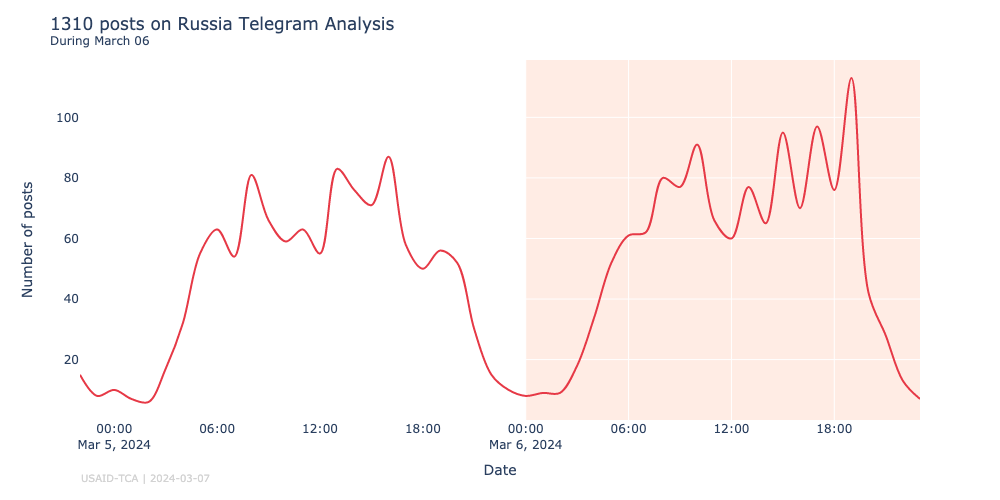 1310 posts on Russia Telegram Analysis
During March 06
100
80
60
40
20
Number of posts
00:00 06:00 12:00 18:00 00:00 06:00 12:00 18:00
Mar 5, 2024 Mar 6, 2024
Date
USAID-TCA | 2024-03-07